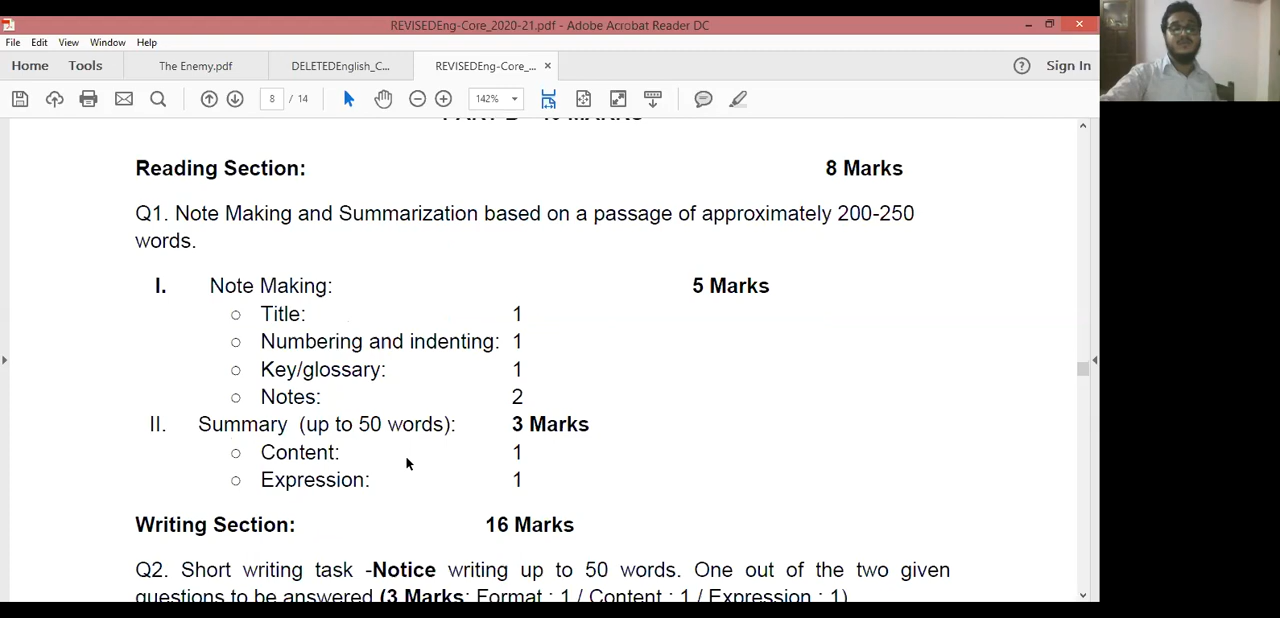 REVISEDEng-Core_2020-21.pdf - Adobe Acrobat Reader DC
File Edit View Window Help
Home Tools The Enemy.pdf DELETEDEnglish_C... REVISEDEng-Core_... ×
8 / 14 142% Sign In
Reading Section: 8 Marks
Q1. Note Making and Summarization based on a passage of approximately 200-250
words.
I. Note Making: 5 Marks
○ Title: 1
○ Numbering and indenting: 1
○ Key/glossary: 1
○ Notes: 2
II. Summary (up to 50 words): 3 Marks
○ Content: 1
○ Expression: 1
Writing Section: 16 Marks
Q2. Short writing task -Notice writing up to 50 words. One out of the two given
questions to be answered (3 Marks: Format : 1 / Content : 1 / Expression : 1)